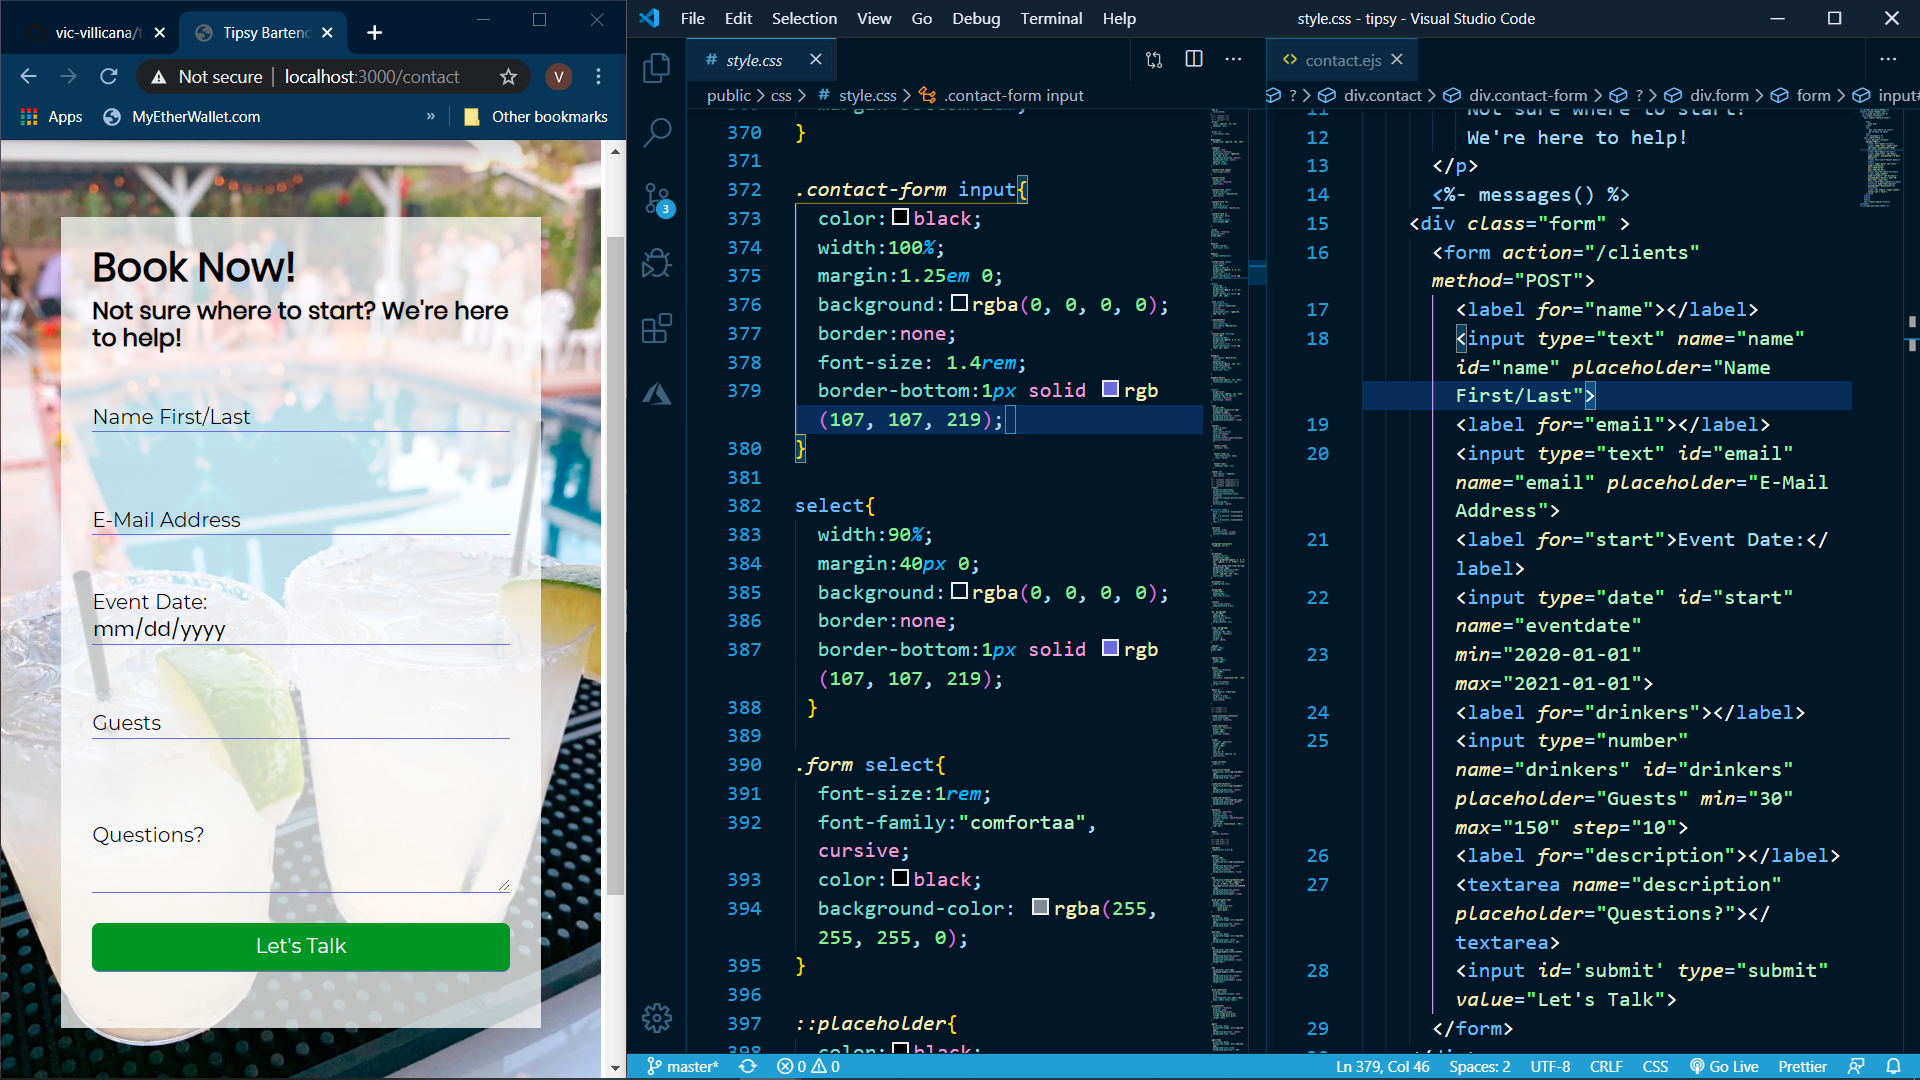 vic-villicana/t
Tipsy Bartend
Not secure | localhost:3000/contact
V
Apps
MyEtherWallet.com
»
Other bookmarks
Book Now!
Not sure where to start? We're here
to help!
Name First/Last
E-Mail Address
Event Date:
mm/dd/yyyy
Guests
Questions?
Let's Talk
File Edit Selection View Go Debug Terminal Help
style.css - tipsy - Visual Studio Code
3
# style.css
public > css > # style.css > .contact-form input
370 }
371
372 .contact-form input{
373 color:black;
374 width:100%;
375 margin:1.25em 0;
376 background:rgba(0, 0, 0, 0);
377 border:none;
378 font-size: 1.4rem;
379 border-bottom:1px solid rgb
(107, 107, 219);
380 }
381
382 select{
383 width:90%;
384 margin:40px 0;
385 background:rgba(0, 0, 0, 0);
386 border:none;
387 border-bottom:1px solid rgb
(107, 107, 219);
388 }
389
390 .form select{
391 font-size:1rem;
392 font-family:"comfortaa",
cursive;
393 color:black;
394 background-color: rgba(255,
255, 255, 0);
395 }
396
397 ::placeholder{
398 color:black;
<> contact.ejs
? > div.contact > div.contact-form > ? > div.form > form > input#
11 Not sure where to start?
12 We're here to help!
13 </p>
14 <%- messages() %>
15 <div class="form" >
16 <form action="/clients"
method="POST">
17 <label for="name"></label>
18 <input type="text" name="name"
id="name" placeholder="Name
First/Last">
19 <label for="email"></label>
20 <input type="text" id="email"
name="email" placeholder="E-Mail
Address">
21 <label for="start">Event Date:</
label>
22 <input type="date" id="start"
name="eventdate"
23 min="2020-01-01"
max="2021-01-01">
24 <label for="drinkers"></label>
25 <input type="number"
name="drinkers" id="drinkers"
placeholder="Guests" min="30"
max="150" step="10">
26 <label for="description"></label>
27 <textarea name="description"
placeholder="Questions?"></
textarea>
28 <input id='submit' type="submit"
value="Let's Talk">
29 </form>
master*
0 0
Ln 379, Col 46
Spaces: 2
UTF-8
CRLF
CSS
Go Live
Prettier